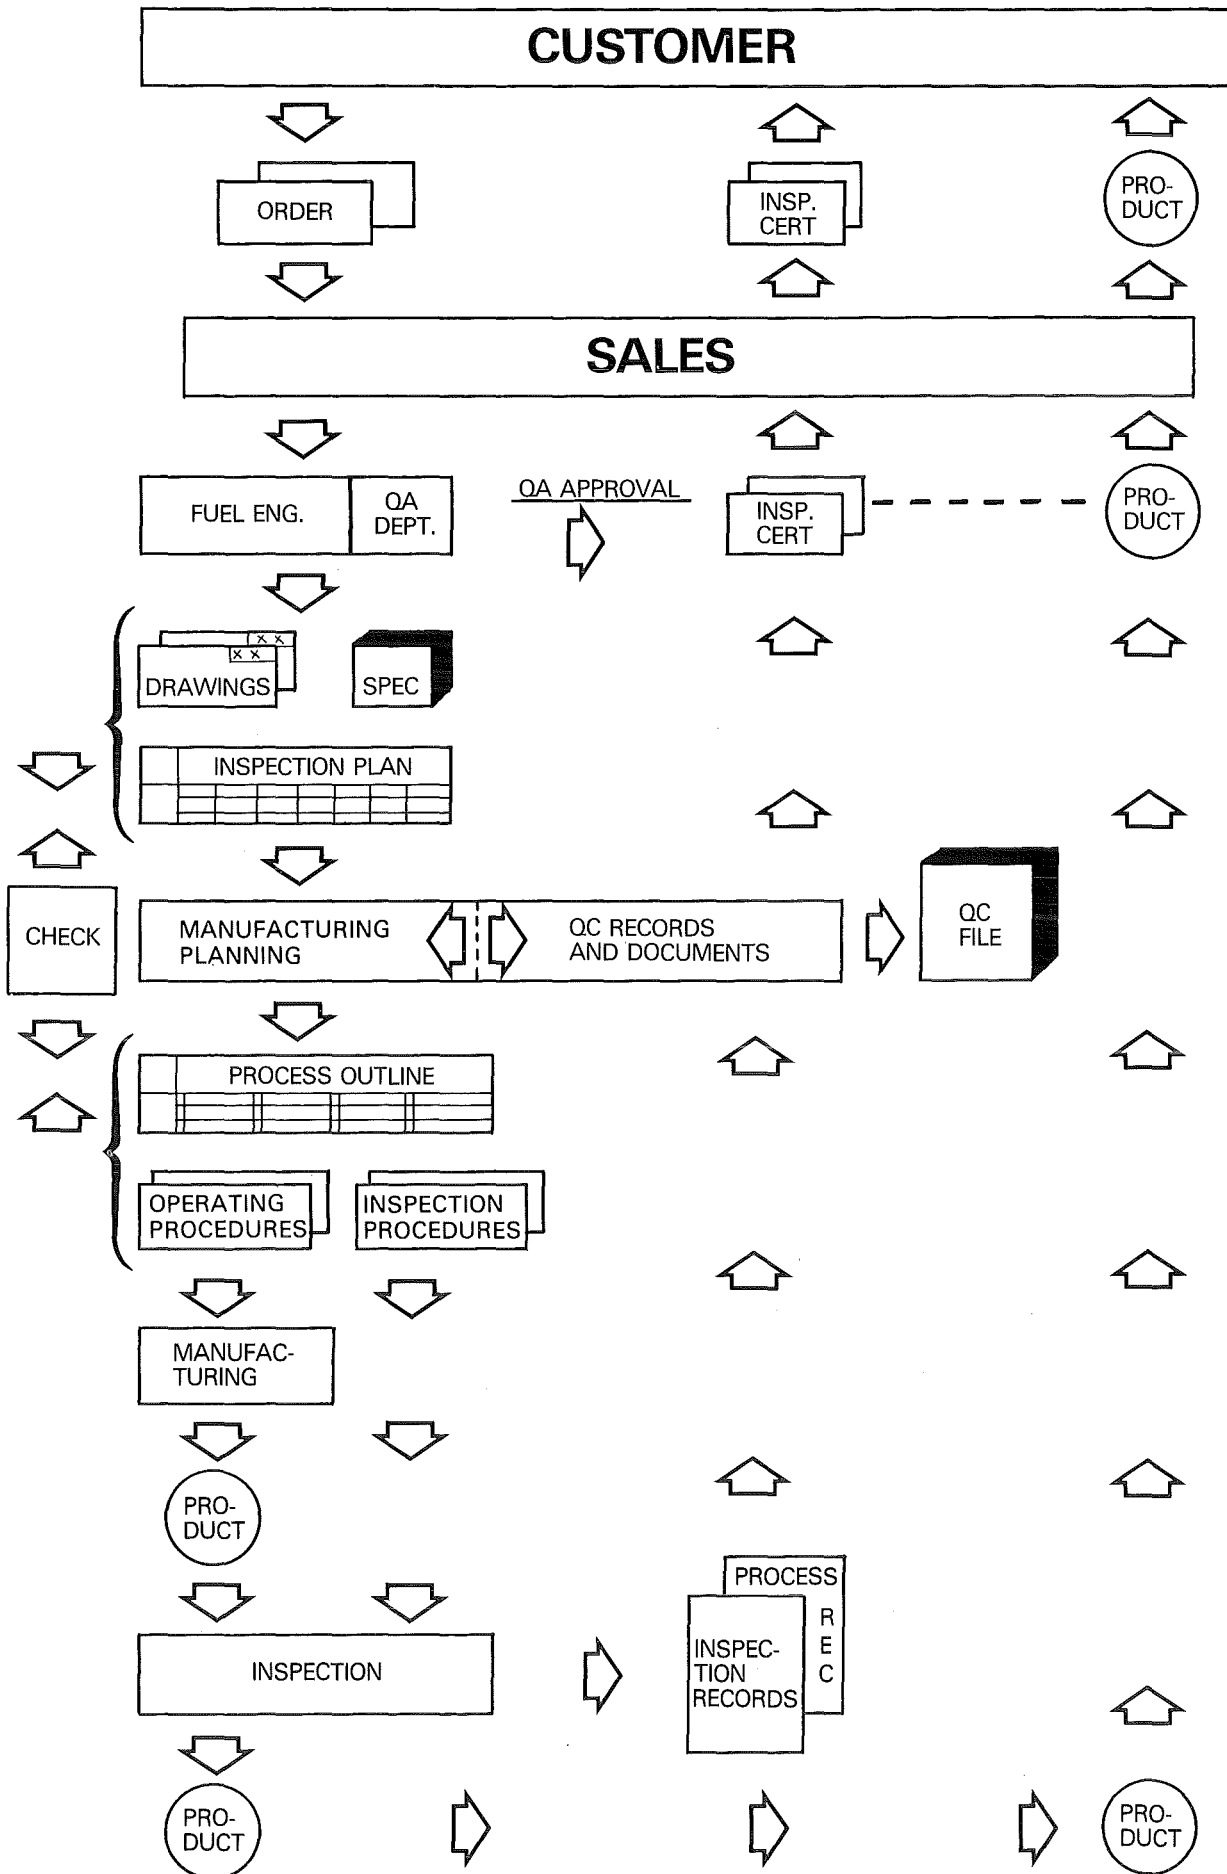 CUSTOMER
ORDER
INSP.
CERT
PRO-
DUCT
SALES
FUEL ENG.
QA
DEPT.
QA APPROVAL
INSP.
CERT
PRO-
DUCT
X X
X X
DRAWINGS
SPEC
INSPECTION PLAN
CHECK
MANUFACTURING
PLANNING
QC RECORDS
AND DOCUMENTS
QC
FILE
PROCESS OUTLINE
OPERATING
PROCEDURES
INSPECTION
PROCEDURES
MANUFAC-
TURING
PRO-
DUCT
PROCESS
REC
INSPECTION
INSPEC-
TION
RECORDS
PRO-
DUCT
PRO-
DUCT